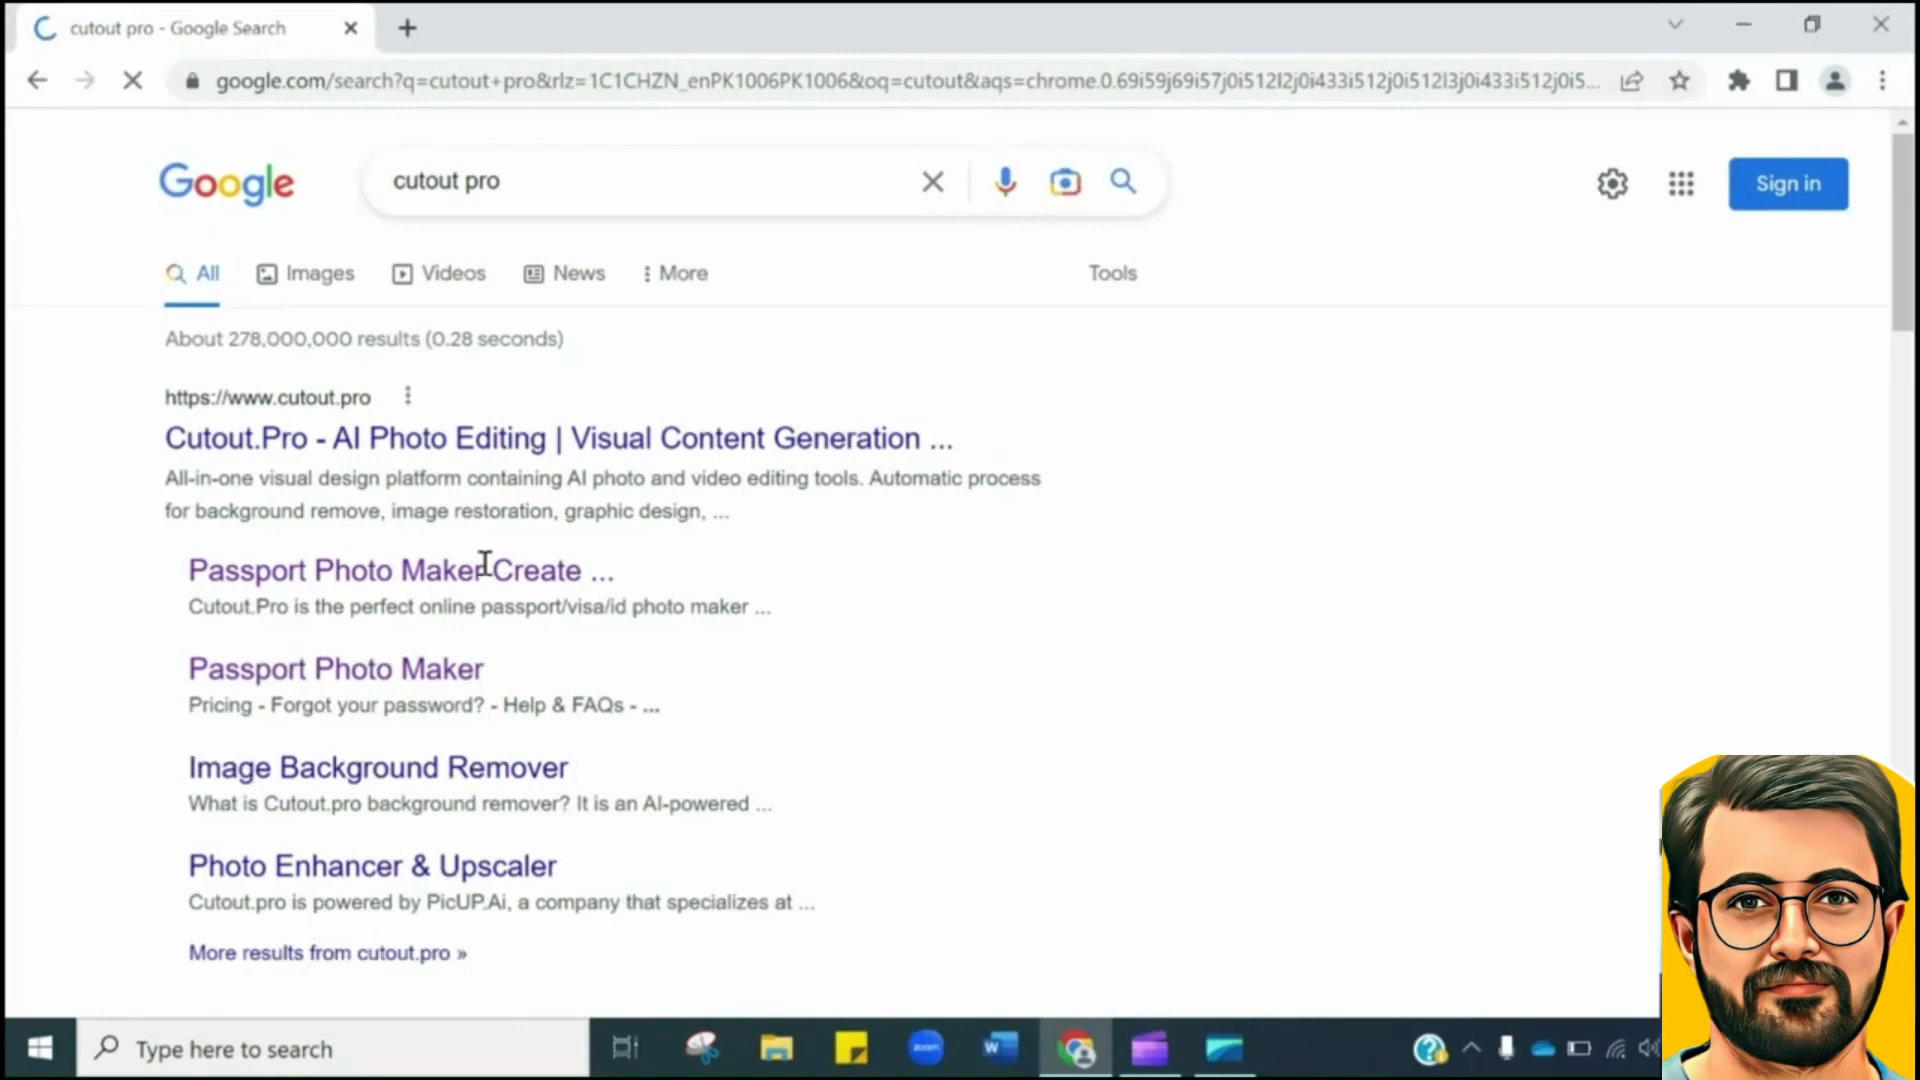 cutout pro - Google Search
google.com/search?q=cutout+pro&rlz=1C1CHZN_enPK1006PK1006&oq=cutout&aqs=chrome.0.69i59j69i57j0i512l2j0i433i512j0i512l3j0i433i512j0i5...
Google
cutout pro
Sign in
All
Images
Videos
News
More
Tools
About 278,000,000 results (0.28 seconds)
https://www.cutout.pro
Cutout.Pro - AI Photo Editing | Visual Content Generation ...
All-in-one visual design platform containing AI photo and video editing tools. Automatic process
for background remove, image restoration, graphic design, ...
Passport Photo Maker-Create ...
Cutout.Pro is the perfect online passport/visa/id photo maker ...
Passport Photo Maker
Pricing - Forgot your password? - Help & FAQs - ...
Image Background Remover
What is Cutout.pro background remover? It is an AI-powered ...
Photo Enhancer & Upscaler
Cutout.pro is powered by PicUP.Ai, a company that specializes at ...
More results from cutout.pro »
Type here to search
zoom
W